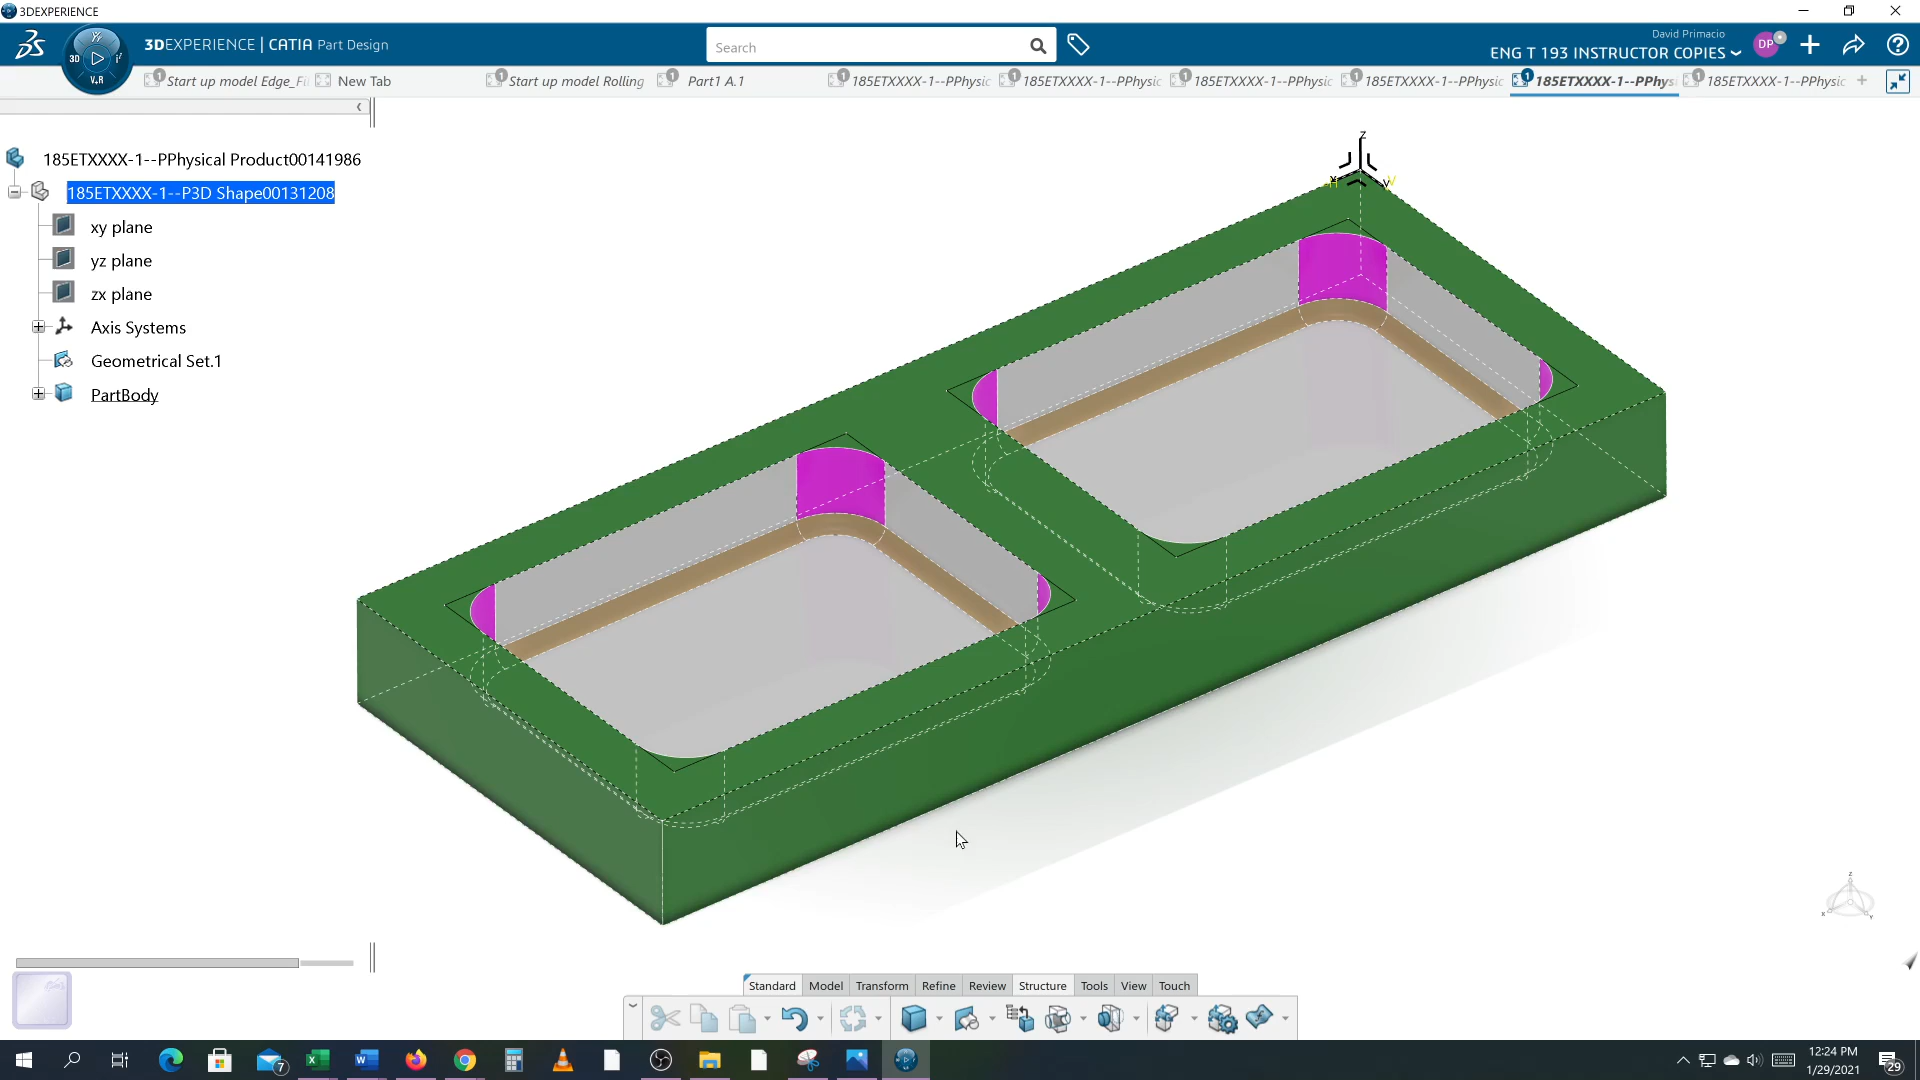 3DEXPERIENCE
3DEXPERIENCE | CATIA Part Design
Search
David Primacio
ENG T 193 INSTRUCTOR COPIES
DP
3D
V.R
Start up model Edge_Fi
New Tab
Start up model Rolling
Part1 A.1
185ETXXXX-1--PPhysic
185ETXXXX-1--PPhysic
185ETXXXX-1--PPhysic
185ETXXXX-1--PPhysic
185ETXXXX-1--PPhys
185ETXXXX-1--PPhysic
185ETXXXX-1--PPhysical Product00141986
185ETXXXX-1--P3D Shape00131208
xy plane
yz plane
zx plane
Axis Systems
Geometrical Set.1
PartBody
z
z
x
y
Standard
Model
Transform
Refine
Review
Structure
Tools
View
Touch
7
12:24 PM
1/29/2021
29